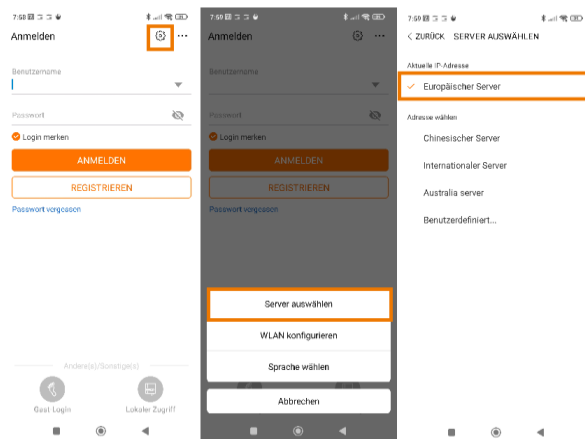 7:58
Anmelden
Benutzername
Passwort
Login merken
ANMELDEN
REGISTRIEREN
Passwort vergessen
Andere(s)/Sonstige(s)
Gast Login
Lokaler Zugriff
7:59
Anmelden
Benutzername
Passwort
Login merken
ANMELDEN
REGISTRIEREN
Passwort vergessen
Server auswählen
WLAN konfigurieren
Sprache wählen
Abbrechen
7:59
< ZURÜCK SERVER AUSWÄHLEN
Aktuelle IP-Adresse
Europäischer Server
Adresse wählen
Chinesischer Server
Internationaler Server
Australia server
Benutzerdefiniert...